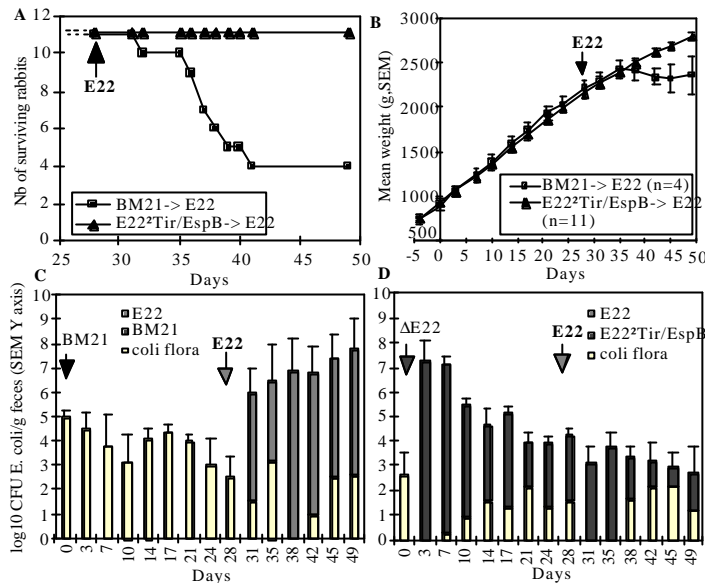 A
12
10
8
6
4
2
0
Nb of surviving rabbits
E22
BM21-> E22
E22²Tir/EspB-> E22
25 30 35 40 45 50
Days
B
3000
2500
2000
1500
1000
500
Mean weight (g,SEM)
E22
BM21-> E22 (n=4)
E22²Tir/EspB-> E22
(n=11)
-5 0 5 10 15 20 25 30 35 40 45 50
Days
C
10
9
8
7
6
5
4
3
2
1
0
log10 CFU E. coli/g feces (SEM Y axis)
E22
BM21
coli flora
BM21
E22
0 3 7 10 14 17 21 24 28 31 35 38 42 45 49
Days
D
10
9
8
7
6
5
4
3
2
1
0
E22
E22²Tir/EspB
coli flora
ΔE22
E22
0 3 7 10 14 17 21 24 28 31 35 38 42 45 49
Days